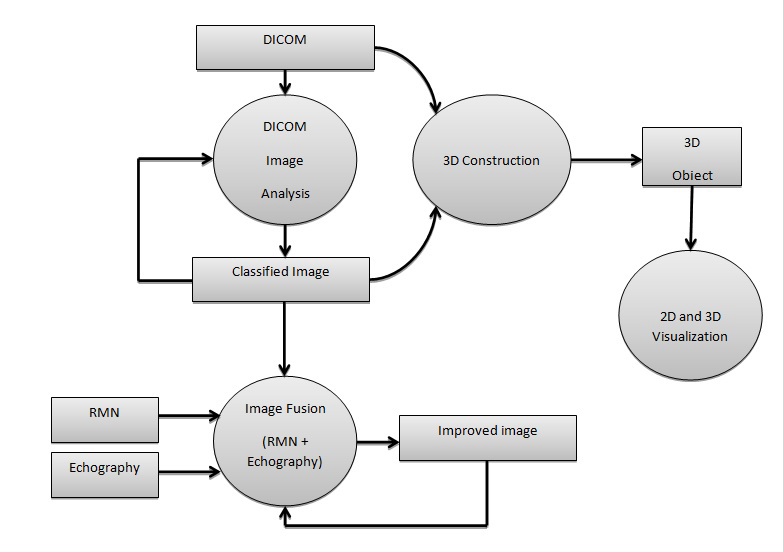 DICOM
DICOM
Image
Analysis
3D Construction
3D
Obiect
Classified Image
2D and 3D
Visualization
RMN
Echography
Image Fusion
(RMN +
Echography)
Improved image